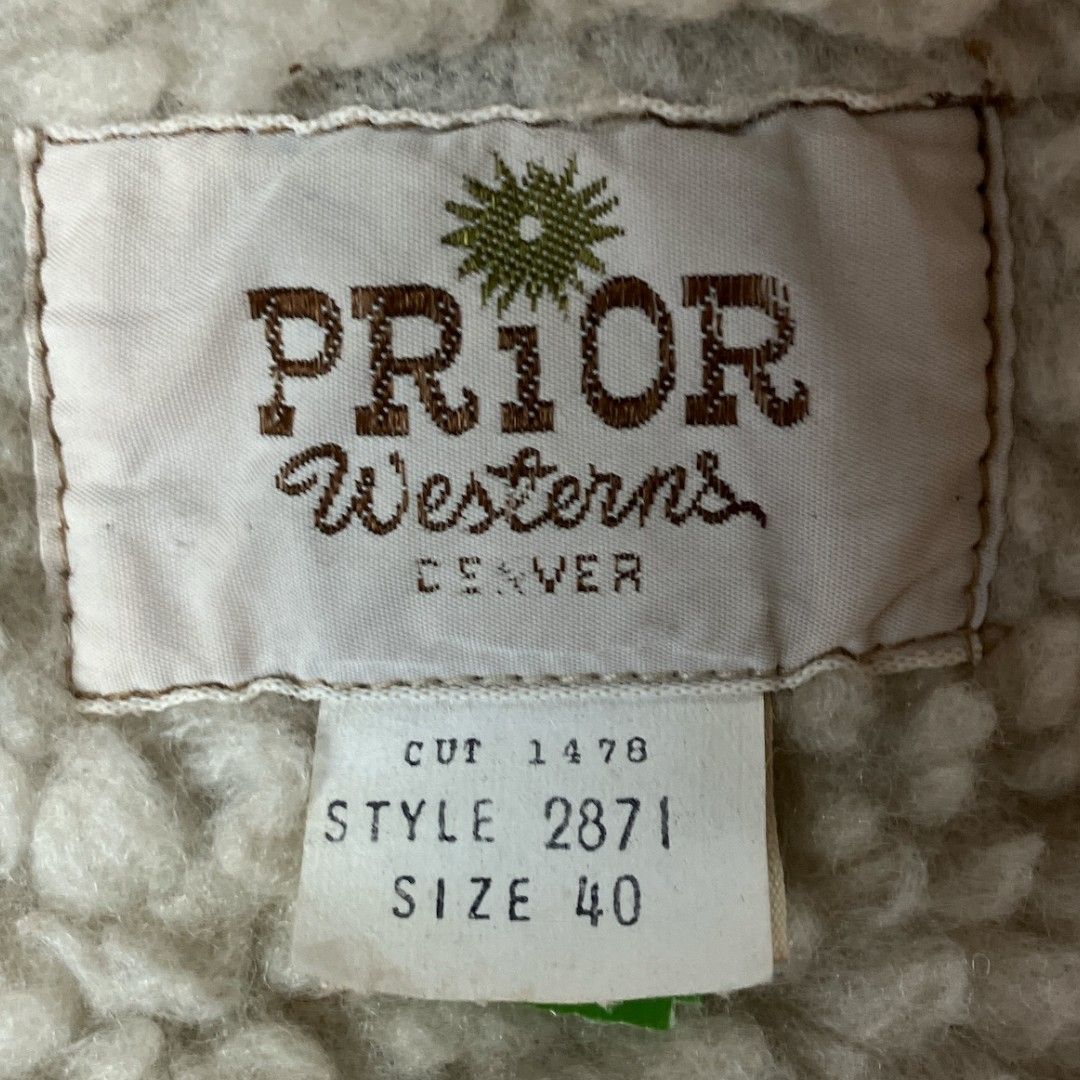 PRiOR
Westerns
DENVER
CUT 1478
STYLE 2871
SIZE 40